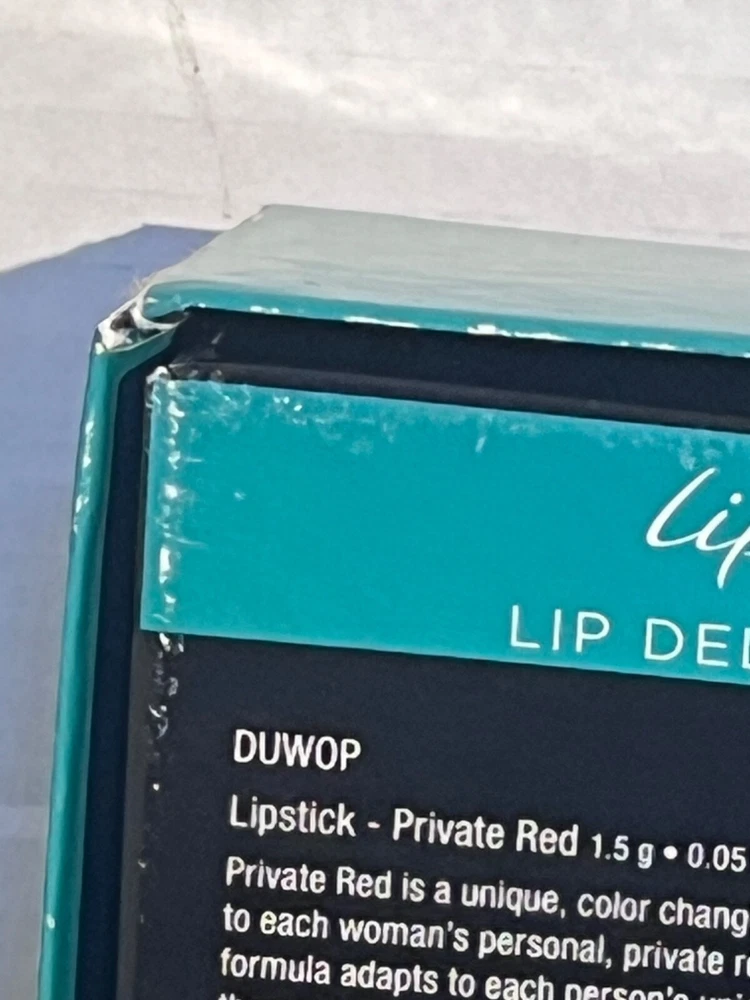 LIP
DUWOP
Lipstick - Private Red 1.5 g • 0.05
Private Red is a unique, color chang
to each woman's personal, private
formula adapts to each person's